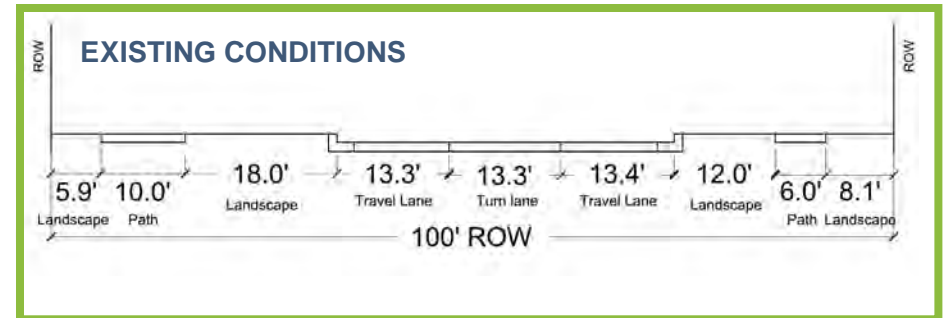 ROW
EXISTING CONDITIONS
ROW
5.9' 10.0' 18.0' 13.3' 13.3' 13.4' 12.0' 6.0' 8.1'
Landscape Path Landscape Travel Lane Turn lane Travel Lane Landscape Path Landscape
100' ROW